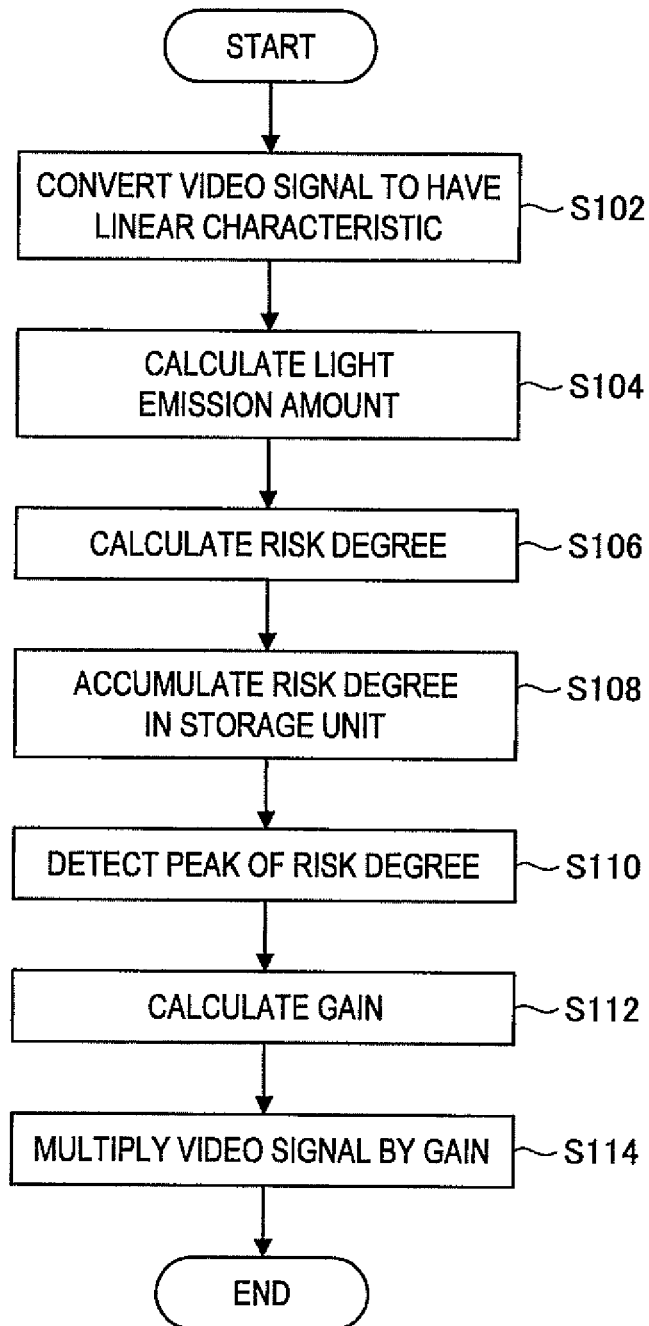 START
CONVERT VIDEO SIGNAL TO HAVE
LINEAR CHARACTERISTIC
S102
CALCULATE LIGHT
EMISSION AMOUNT
S104
CALCULATE RISK DEGREE
S106
ACCUMULATE RISK DEGREE
IN STORAGE UNIT
S108
DETECT PEAK OF RISK DEGREE
S110
CALCULATE GAIN
S112
MULTIPLY VIDEO SIGNAL BY GAIN
S114
END